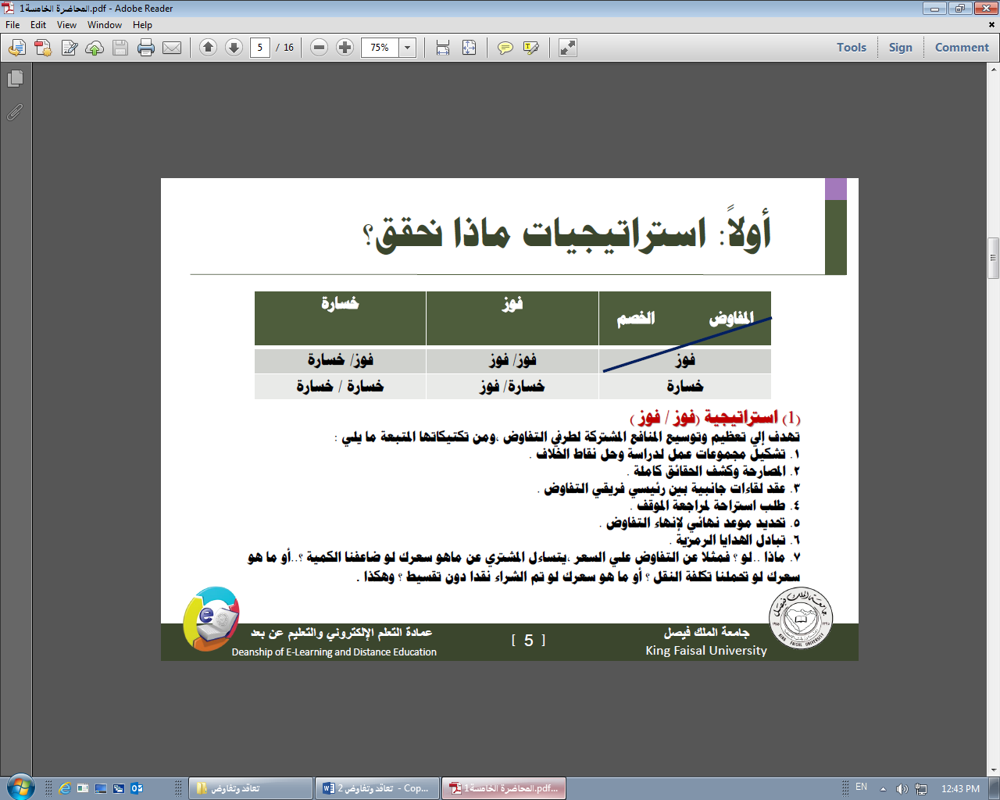 المحاضرة الخامسة1.pdf - Adobe Reader
File Edit View Window Help
5 / 16 75% Tools Sign Comment
أولاً: استراتيجيات ماذا نحقق؟
المفاوض الخصم فوز خسارة
فوز فوز/ فوز فوز/ خسارة
خسارة خسارة/ فوز خسارة / خسارة
(1) استراتيجية (فوز / فوز )
تهدف إلي تعظيم وتوسيع المنافع المشتركة لطرفي التفاوض ،ومن تكتيكاتها المتبعة ما يلي :
١. تشكيل مجموعات عمل لدراسة وحل نقاط الخلاف .
٢. المصارحة وكشف الحقائق كاملة .
٣. عقد لقاءات جانبية بين رئيسي فريقي التفاوض .
٤. طلب استراحة لمراجعة الموقف .
٥. تحديد موعد نهائي لإنهاء التفاوض .
٦. تبادل الهدايا الرمزية .
٧. ماذا ..لو ؟ فمثلا عن التفاوض علي السعر ،يتساءل المشتري عن ماهو سعرك لو ضاعفنا الكمية ؟..أو ما هو
سعرك لو تحملنا تكلفة النقل ؟ أو ما هو سعرك لو تم الشراء نقدا دون تقسيط ؟ وهكذا .
جامعة الملك فيصل
King Faisal University
[ 5 ]
عمادة التعلم الإلكتروني والتعليم عن بعد
Deanship of E-Learning and Distance Education
جامعة الملك فيصل
KING FAISAL UNIVERSITY
e
تعاقد وتفاوض
تعاقد وتفاوض 2 - Cop...
المحاضرة الخامسة1.pdf...
EN 12:43 PM